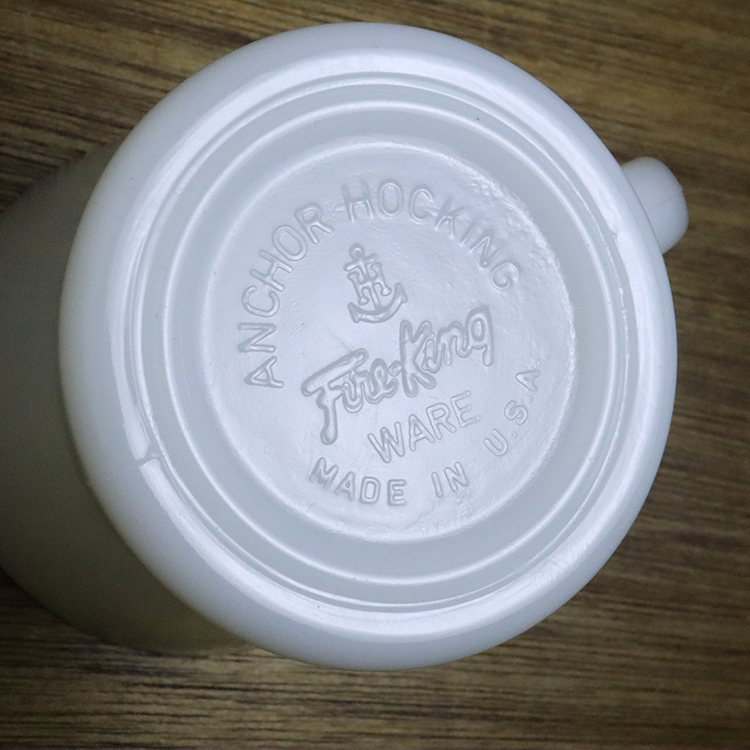 ANCHOR HOCKING
Fire-King
WARE
MADE IN U.S.A